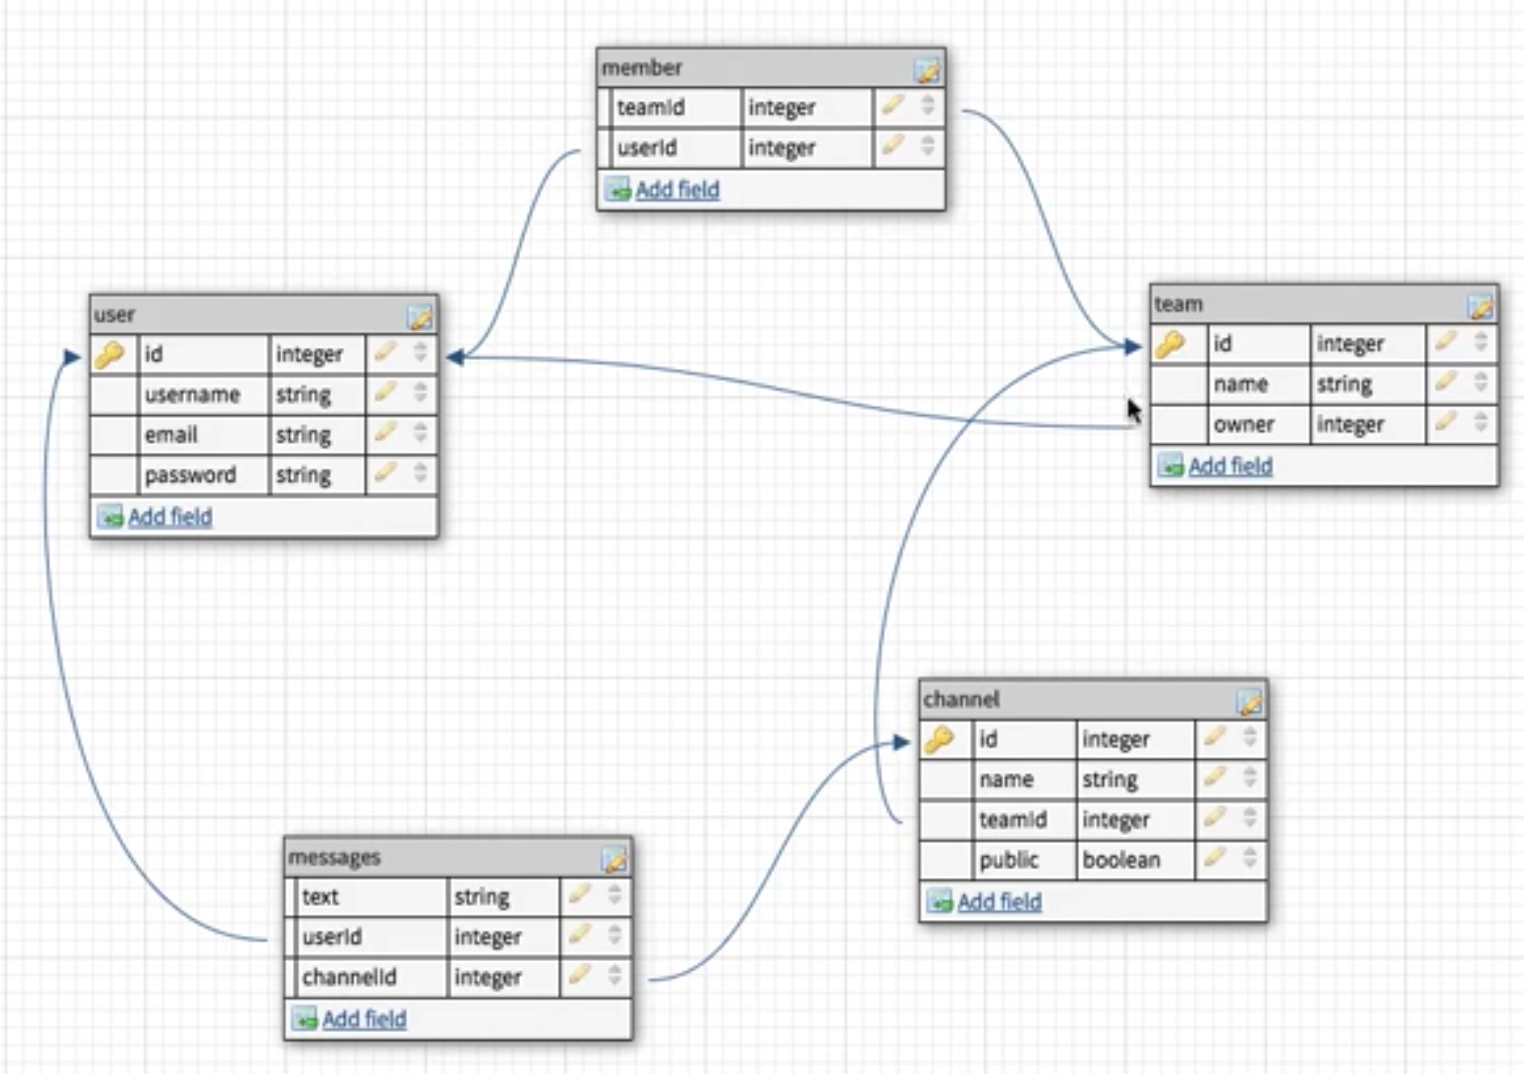 member
teamId integer
userId integer
Add field
user
id integer
username string
email string
password string
Add field
team
id integer
name string
owner integer
Add field
channel
id integer
name string
teamId integer
public boolean
Add field
messages
text string
userId integer
channelId integer
Add field